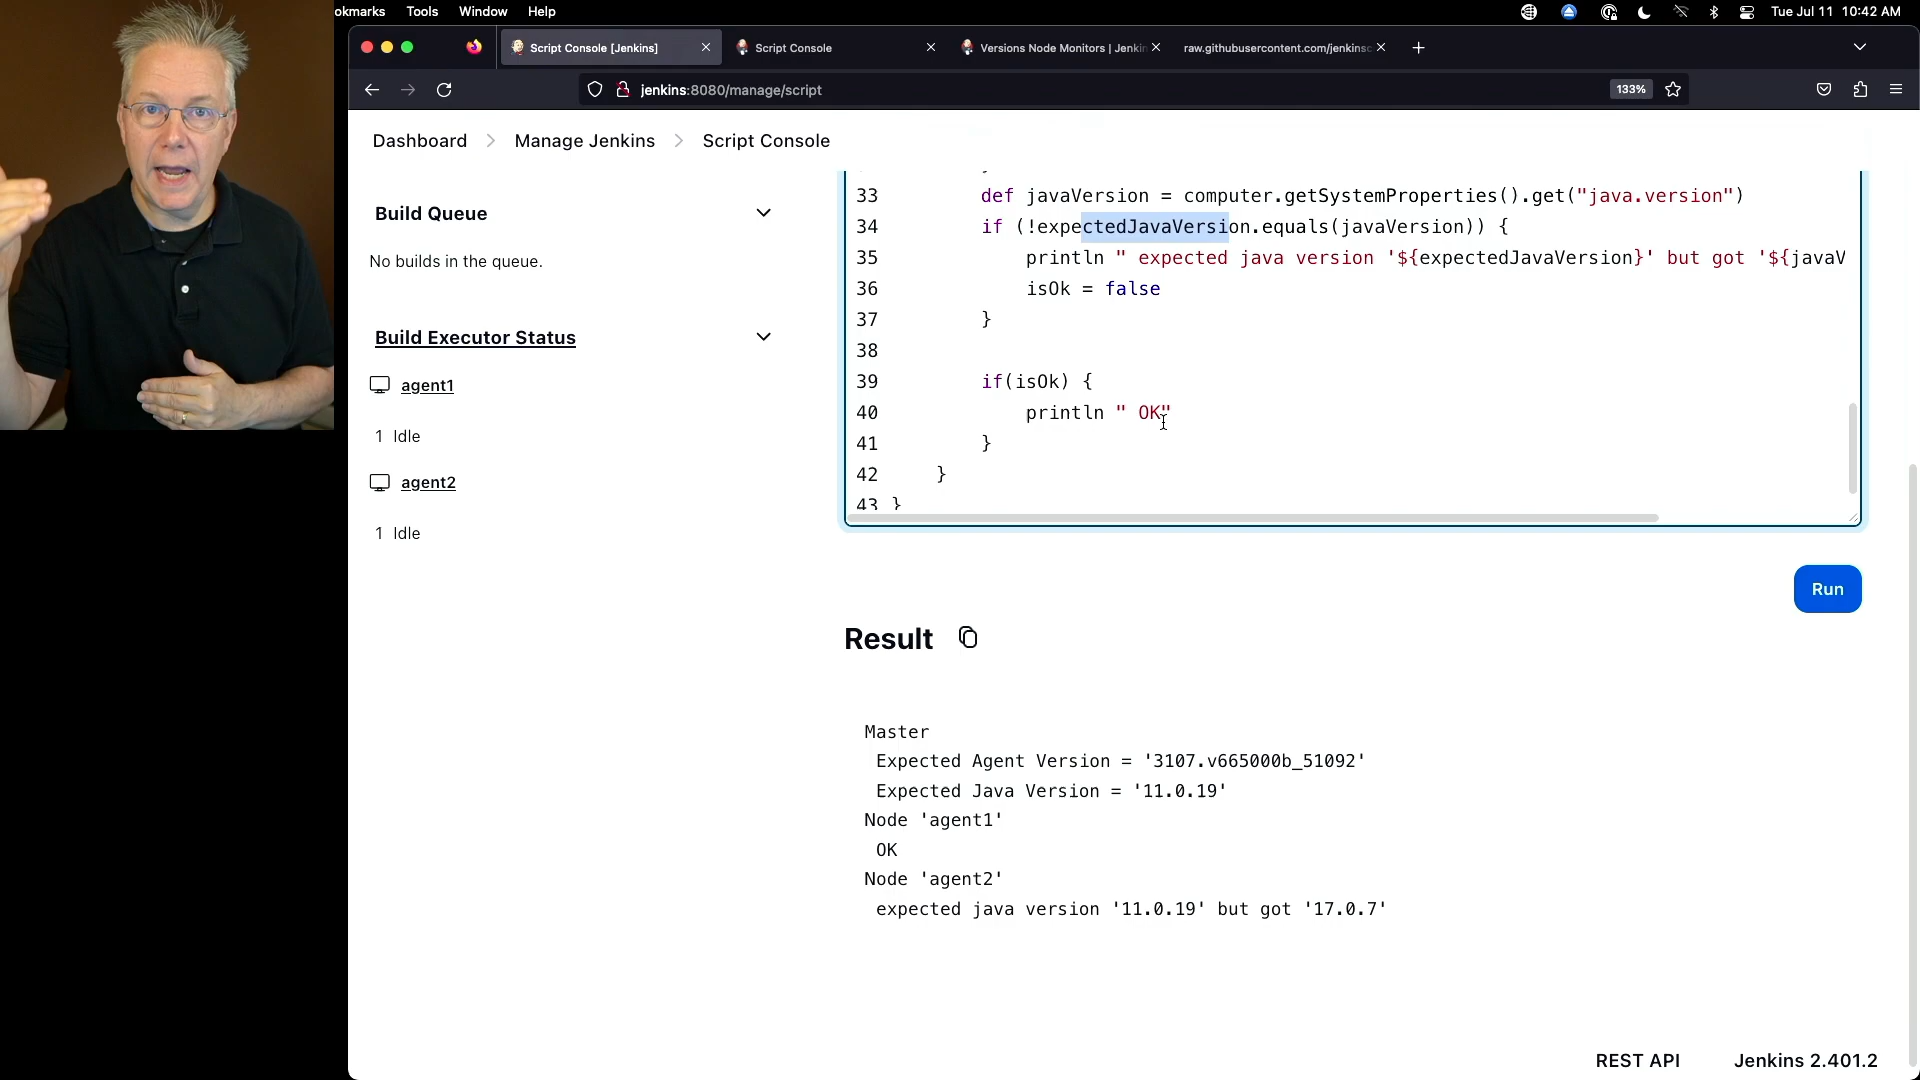 okmarks Tools Window Help Tue Jul 11 10:42 AM
Script Console [Jenkins] Script Console Versions Node Monitors | Jenkin raw.githubusercontent.com/jenkinsc
jenkins:8080/manage/script 133%
Dashboard Manage Jenkins Script Console
Build Queue
No builds in the queue.
Build Executor Status
agent1
1 Idle
agent2
1 Idle
33 def javaVersion = computer.getSystemProperties().get("java.version")
34 if (!expectedJavaVersion.equals(javaVersion)) {
35 println " expected java version '${expectedJavaVersion}' but got '${javaV
36 isOk = false
37 }
38
39 if(isOk) {
40 println " OK"
41 }
42 }
43 }
Run
Result
Master
Expected Agent Version = '3107.v665000b_51092'
Expected Java Version = '11.0.19'
Node 'agent1'
OK
Node 'agent2'
expected java version '11.0.19' but got '17.0.7'
REST API Jenkins 2.401.2